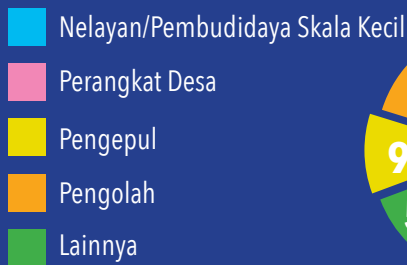 Nelayan/Pembudidaya Skala Kecil
Perangkat Desa
Pengepul
Pengolah
Lainnya